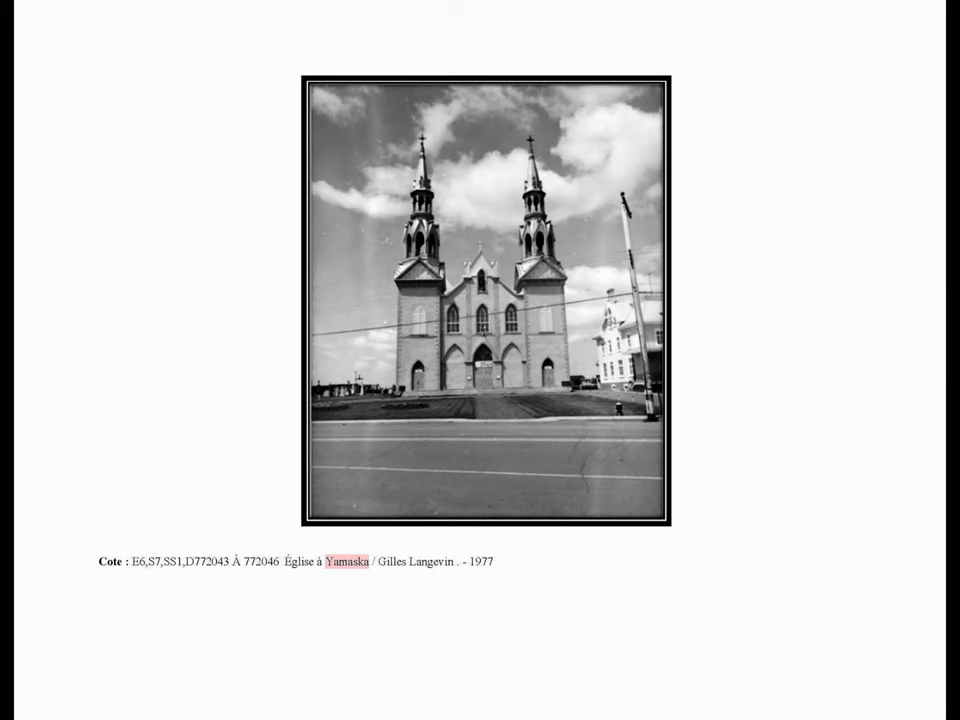 Cote : E6,S7,SS1,D772043 À 772046 Église à Yamaska / Gilles Langevin . - 1977